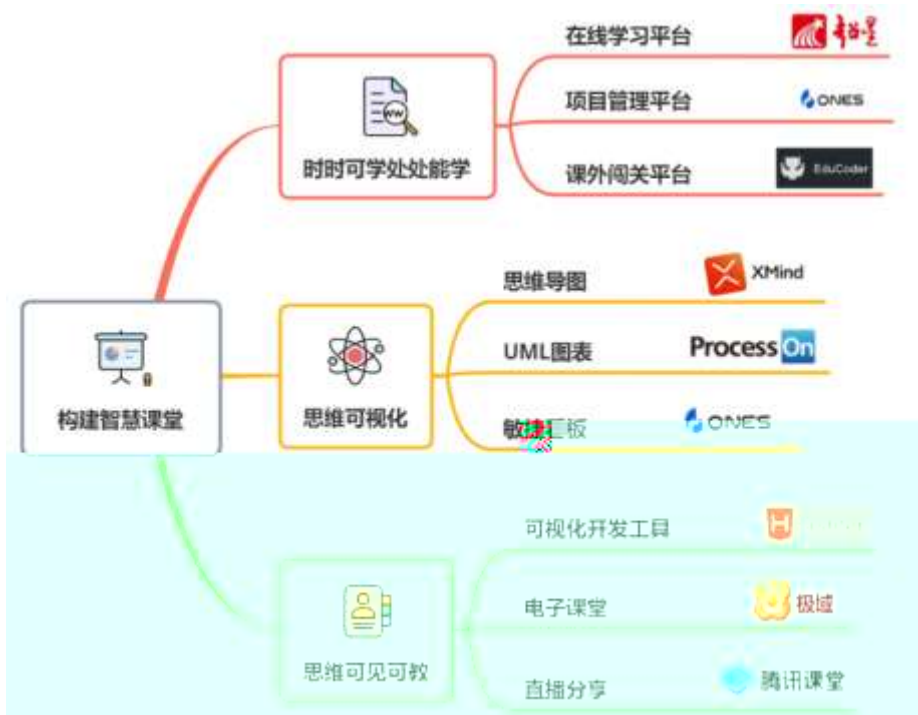 在线学习平台
项目管理平台
ONES
课外闯关平台
EduCoder
时时可学处处能学
思维导图
XMind
UML图表
ProcessOn
构建智慧课堂
思维可视化
敏捷看板
ONES
可视化开发工具
电子课堂
极域
思维可见可教
直播分享
腾讯课堂